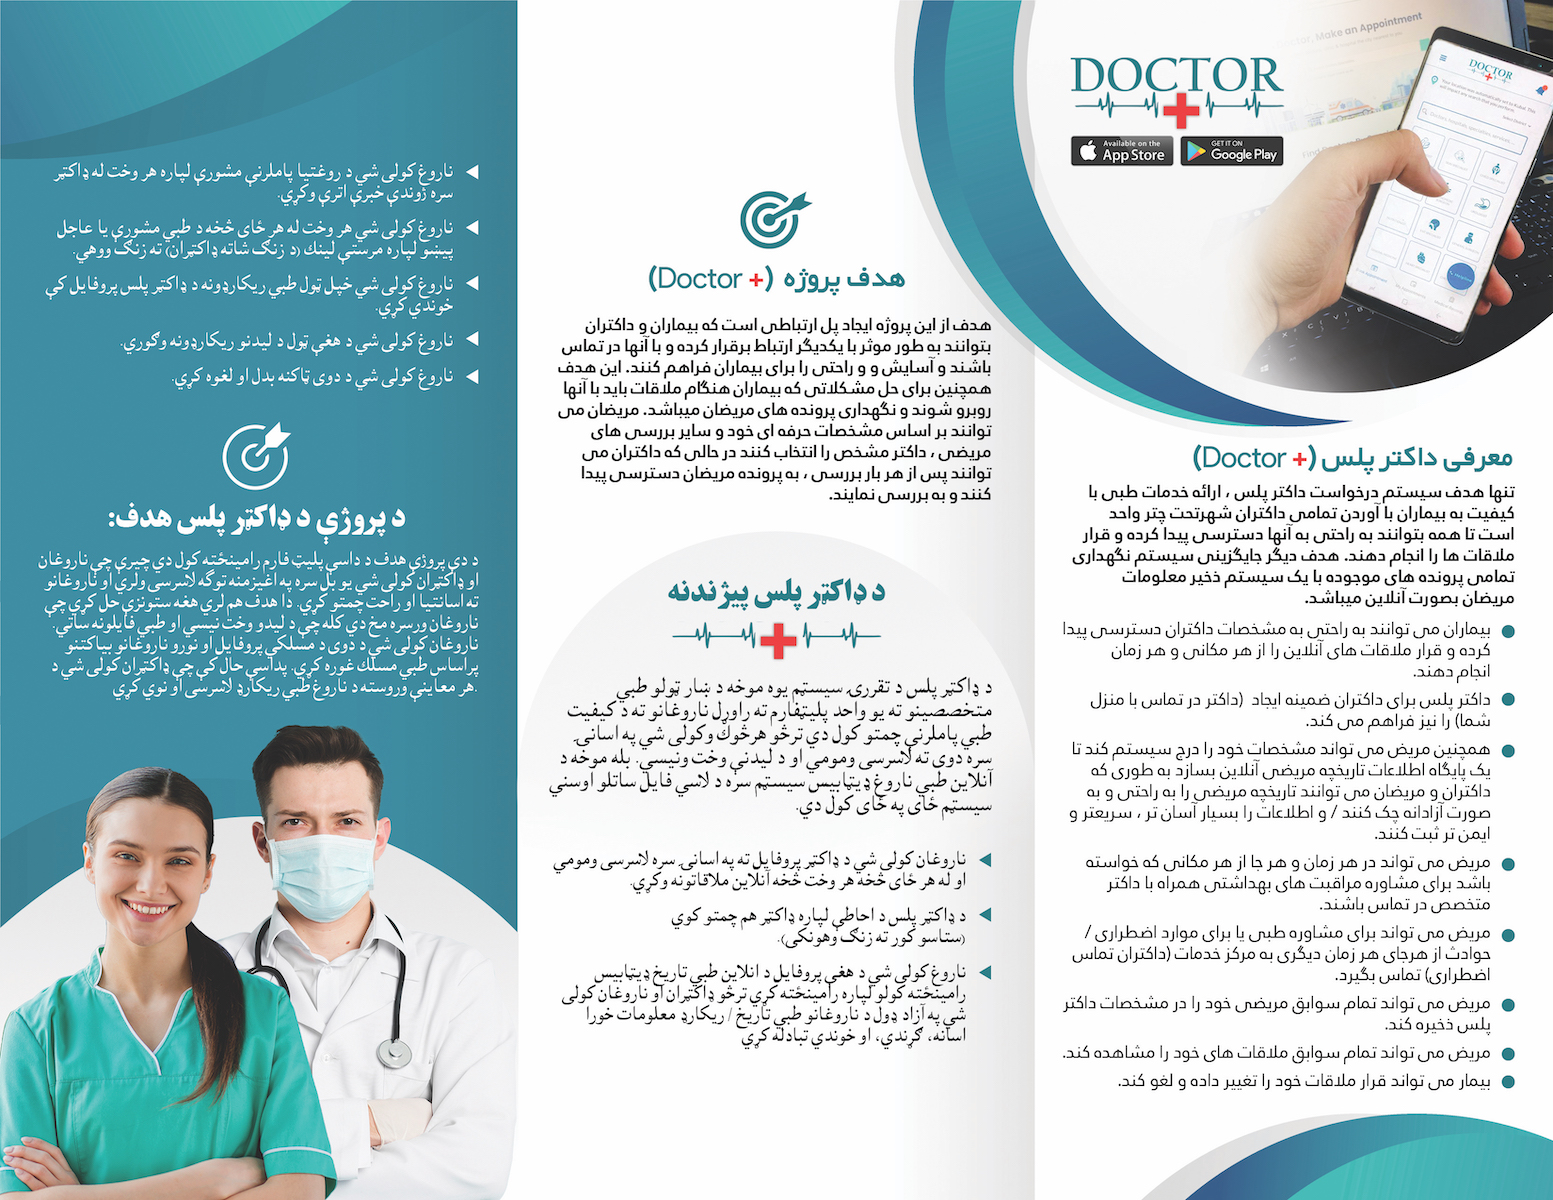 DOCTOR
Available on the
App Store
GET IT ON
Google Play
Doctor, Make an Appointment
DOCTOR
معرفی داکتر پلس (Doctor +)
تنها هدف سیستم درخواست داکتر پلس ، ارائه خدمات طبی با
کیفیت به بیماران با آوردن تمامی داکتران شهرتحت چتر واحد
است تا همه بتوانند به راحتی به آنها دسترسی پیدا کرده و قرار
ملاقات ها را انجام دهند. هدف دیگر جایگزینی سیستم نگهداری
تمامی پرونده های موجوده با یک سیستم ذخیر معلومات
مریضان بصورت آنلاین میباشد.
بیماران می توانند به راحتی به مشخصات داکتران دسترسی پیدا
کرده و قرار ملاقات های آنلاین را از هر مکانی و هر زمان
انجام دهند.
داکتر پلس برای داکتران ضمینه ایجاد (داکتر در تماس با منزل
شما) را نیز فراهم می کند.
همچنین مریض می تواند مشخصات خود را درج سیستم کند تا
یک پایگاه اطلاعات تاریخچه مریضی آنلاین بسازد به طوری که
داکتران و مریضان می توانند تاریخچه مریضی را به راحتی و به
صورت آزادانه چک کنند / و اطلاعات را بسیار آسان تر ، سریعتر و
ایمن تر ثبت کنند.
مریض می تواند در هر زمان و هر جا از هر مکانی که خواسته
باشد برای مشاوره مراقبت های بهداشتی همراه با داکتر
متخصص در تماس باشند.
مریض می تواند برای مشاوره طبی یا برای موارد اضطراری /
حوادث از هرجای هر زمان دیگری به مرکز خدمات (داکتران تماس
اضطراری) تماس بگیرد.
مریض می تواند تمام سوابق مریضی خود را در مشخصات داکتر
پلس ذخیره کند.
مریض می تواند تمام سوابق ملاقات های خود را مشاهده کند.
بیمار می تواند قرار ملاقات خود را تغییر داده و لغو کند.
هدف پروژه (Doctor +)
هدف از این پروژه ایجاد پل ارتباطی است که بیماران و داکتران
بتوانند به طور موثر با یکدیگر ارتباط برقرار کرده و با آنها در تماس
باشند و آسایش و و راحتی را برای بیماران فراهم کنند. این هدف
همچنین برای حل مشکلاتی که بیماران هنگام ملاقات باید با آنها
روبرو شوند و نگهداری پرونده های مریضان میباشد. مریضان می
توانند بر اساس مشخصات حرفه ای خود و سایر بررسی های
مریضی ، داکتر مشخص را انتخاب کنند در حالی که داکتران می
توانند پس از هر بار بررسی ، به پرونده مریضان دسترسی پیدا
کنند و به بررسی نمایند.
د ډاکټر پلس پیژندنه
د ډاکټر پلس د تقررۍ سیستم یوه موخه د ښار ټولو طبي
متخصصینو ته یو واحد پلیټفارم ته راوړل ناروغانو ته د کیفیت
طبي پاملرنې چمتو کول دي ترڅو هرڅوک وکولی شي په اسانۍ
سره دوی ته لاسرسی ومومي او د لیدنې وخت ونیسي. بله موخه د
آنلاین طبي ناروغ ډیټابیس سیستم سره د لاسي فایل ساتلو اوسني
سیستم ځای په ځای کول دي.
ناروغان کولی شي د ډاکټر پروفایل ته په اسانۍ سره لاسرسی ومومي
او له هر ځای څخه هر وخت څخه آنلاین ملاقاتونه وکړي.
د ډاکټر پلس د احاطې لپاره ډاکټر هم چمتو کوي
(ستاسو کور ته زنګ وهونکی).
ناروغ کولی شي د هغې پروفایل د انلاین طبي تاریخ ډیټابیس
رامینځته کولو لپاره رامینځته کړي ترڅو ډاکټران او ناروغان کولی
شي په آزاد ډول د ناروغانو طبي تاریخ / ریکارډ معلومات خورا
اسانه، ګړندي، او خوندي تبادله کړي
ناروغ کولی شي د روغتیا پاملرنې مشورې لپاره هر وخت له ډاکټر
سره ژوندي خبرې اترې وکړي.
ناروغ کولی شي هر وخت له هر ځای څخه د طبي مشورې یا عاجل
پیښو لپاره مرستې لینک (د زنګ شاته ډاکټران) ته زنګ ووهي.
ناروغ کولی شي خپل ټول طبي ریکارډونه د ډاکټر پلس پروفایل کې
خوندي کړي.
ناروغ کولی شي د هغې ټول د لیدنو ریکارډونه وګوري.
ناروغ کولی شي د دوی ټاکنه بدل او لغوه کړي.
د پروژې د ډاکټر پلس هدف:
د دې پروژې هدف د داسې پلیټ فارم رامینځته کول دي چیرې چې ناروغان
او ډاکټران کولی شي یو بل سره په اغیزمنه توګه لاسرسی ولري او ناروغانو
ته اسانتیا او راحت چمتو کړي. دا هدف هم لري هغه ستونزې حل کړي چې
ناروغان ورسره مخ دي کله چې د لیدو وخت نیسي او طبي فایلونه ساتي.
ناروغان کولی شي د دوی د مسلکي پروفایل او نورو ناروغانو بیاکتنو
پراساس طبي مسلک غوره کړي. پداسې حال کې چې ډاکټران کولی شي د
هر معاینې وروسته د ناروغ طبي ریکارډ لاسرسی او نوي کړي.